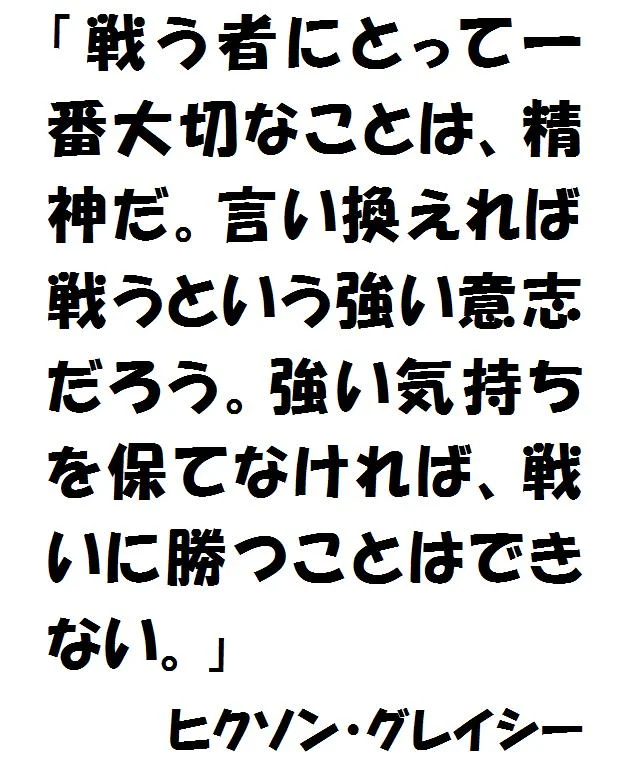 「戦う者にとって一
番大切なことは、精
神だ。言い換えれば
戦うという強い意志
だろう。強い気持ち
を保てなければ、戦
いに勝つことはでき
ない。」
ヒクソン・グレイシー